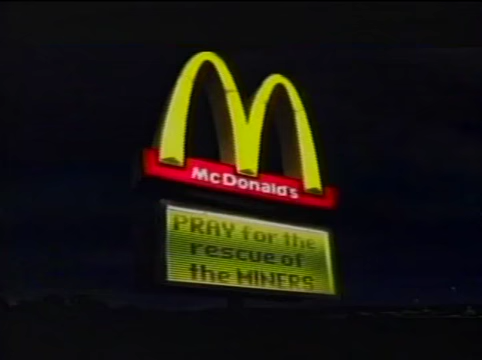 McDonald's
PRAY for the
rescue of
the MINERS